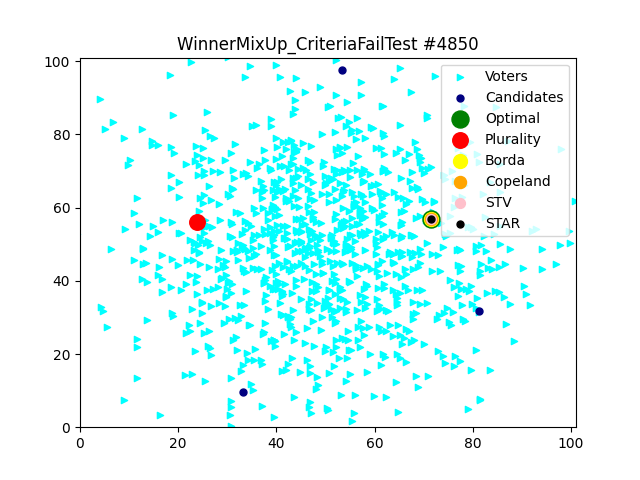 WinnerMixUp_CriteriaFailTest #4850
100
80
60
40
20
0
0
20
40
60
80
100
Voters
Candidates
Optimal
Plurality
Borda
Copeland
STV
STAR